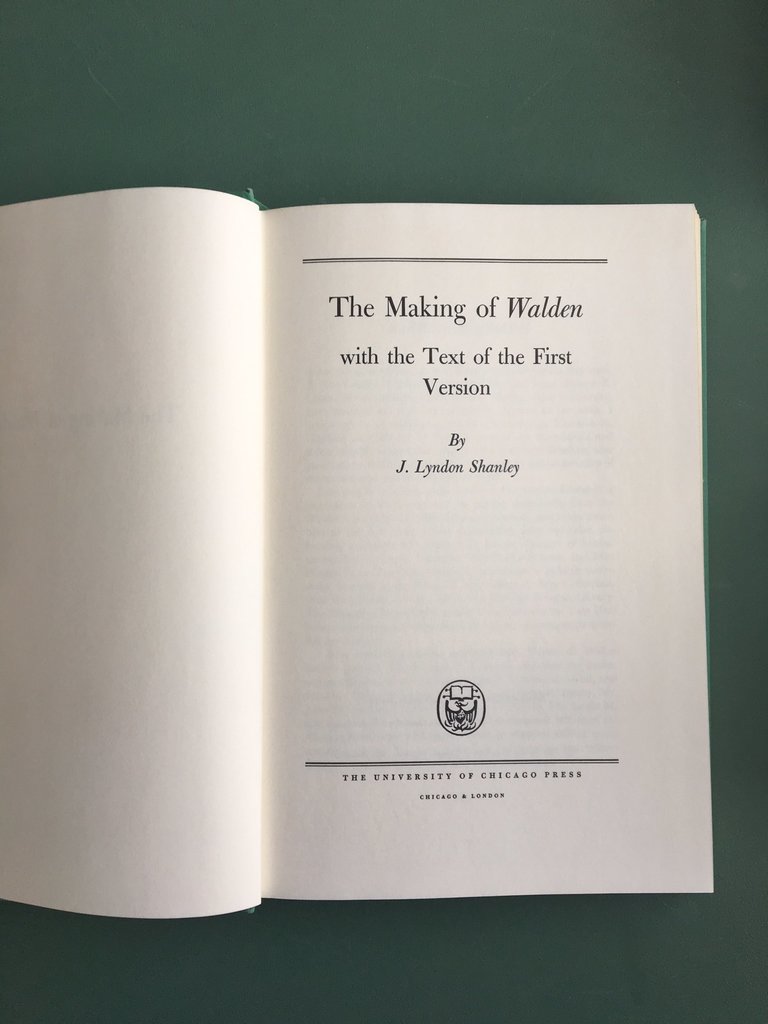 The Making of Walden
with the Text of the First
Version
By
J. Lyndon Shanley
THE UNIVERSITY OF CHICAGO PRESS
CHICAGO & LONDON